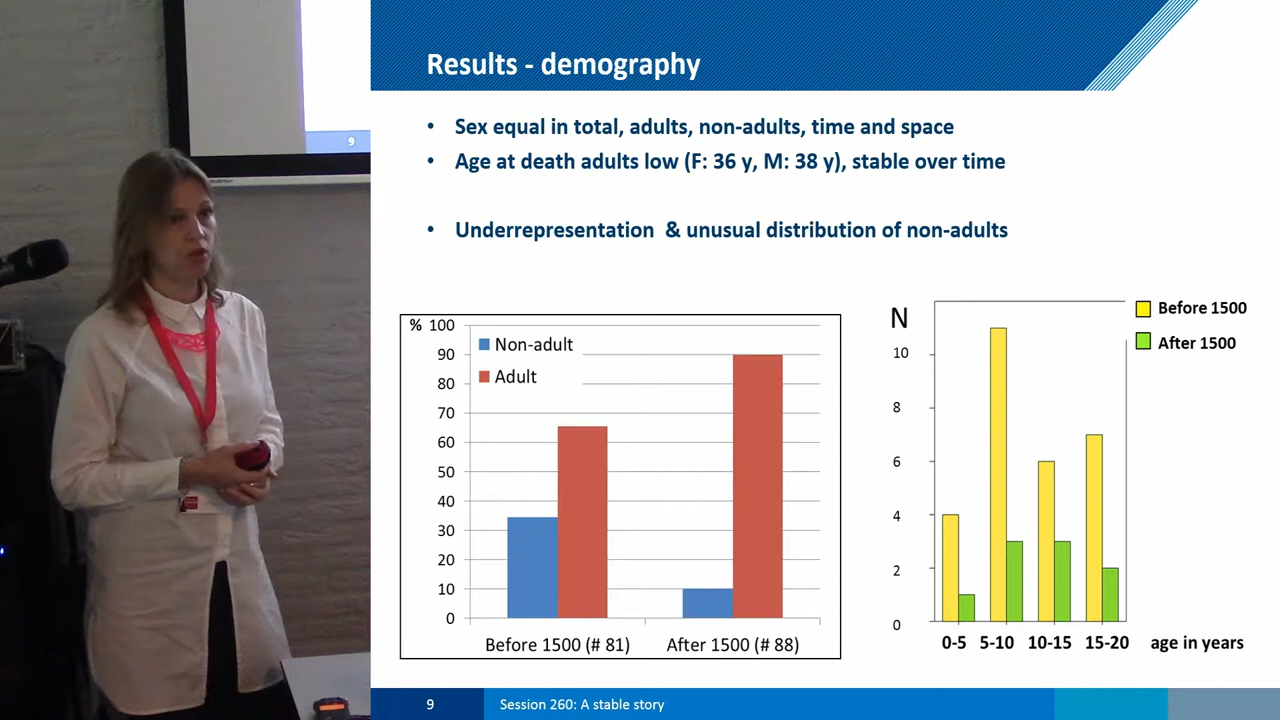 9
Results - demography
• Sex equal in total, adults, non-adults, time and space
• Age at death adults low (F: 36 y, M: 38 y), stable over time
• Underrepresentation & unusual distribution of non-adults
% 100
90
80
70
60
50
40
30
20
10
0
Non-adult
Adult
Before 1500 (# 81)
After 1500 (# 88)
N
10
8
6
4
2
0
Before 1500
After 1500
0-5 5-10 10-15 15-20 age in years
9
Session 260: A stable story